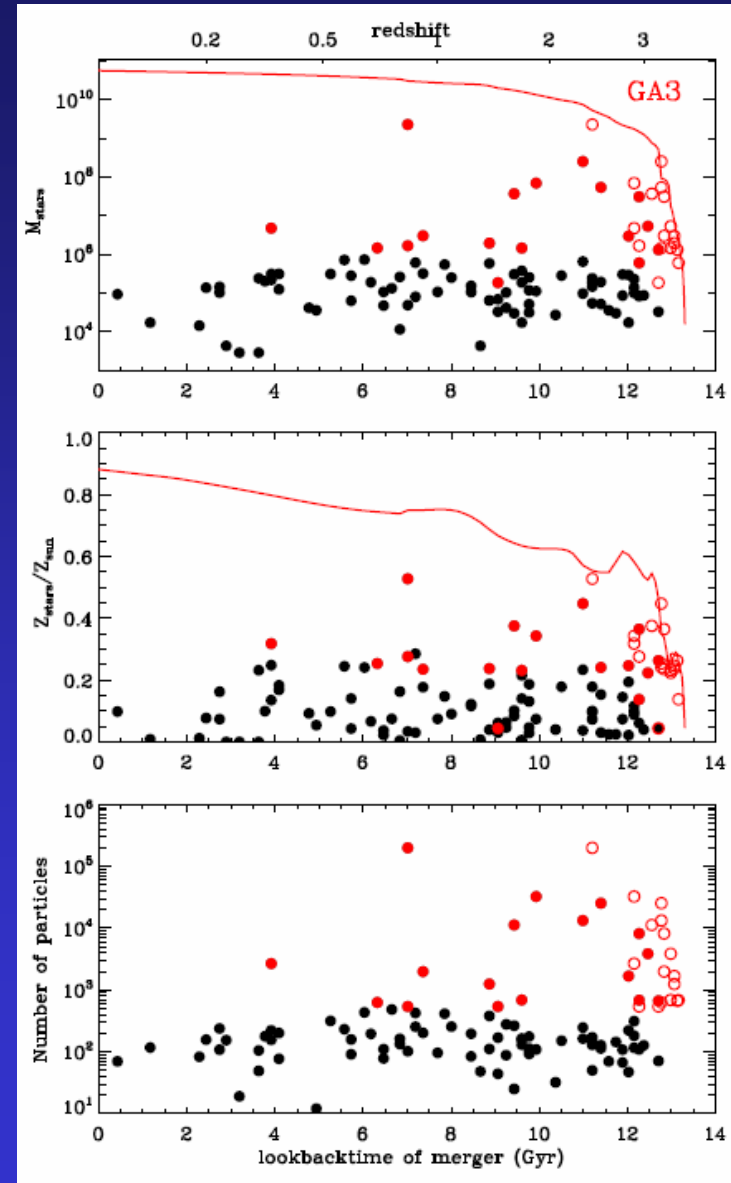 redshift
0.2 0.5 1 2 3
GA3
10^10
10^8
10^6
10^4
M_stars
0 2 4 6 8 10 12 14
1.0
0.8
0.6
0.4
0.2
0.0
Z_stars/Z_sun
0 2 4 6 8 10 12 14
10^6
10^5
10^4
10^3
10^2
10^1
Number of particles
0 2 4 6 8 10 12 14
lookbacktime of merger (Gyr)